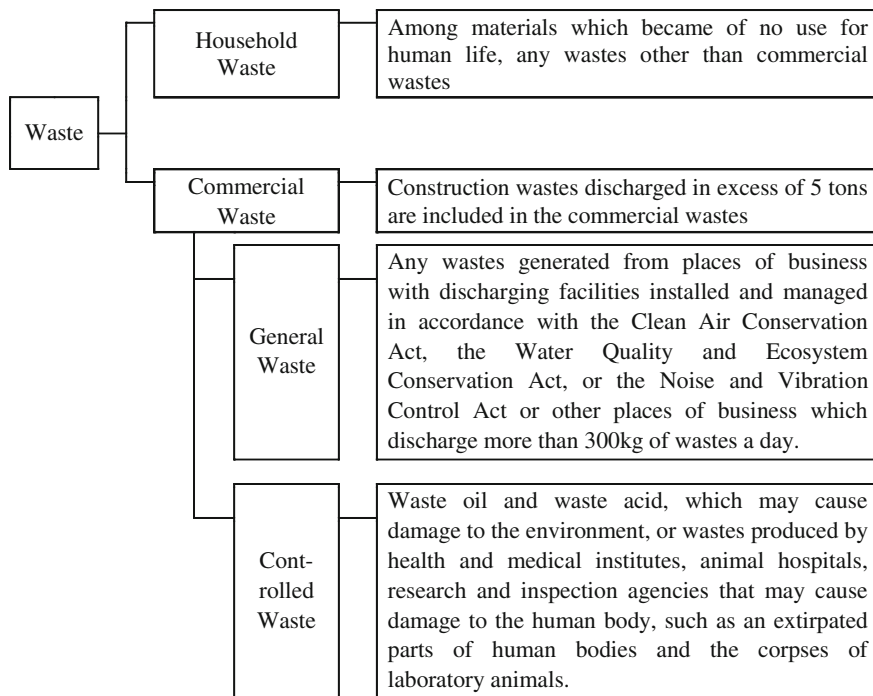 Waste
Household
Waste
Among materials which became of no use for
human life, any wastes other than commercial
wastes
Commercial
Waste
Construction wastes discharged in excess of 5 tons
are included in the commercial wastes
General
Waste
Any wastes generated from places of business
with discharging facilities installed and managed
in accordance with the Clean Air Conservation
Act, the Water Quality and Ecosystem
Conservation Act, or the Noise and Vibration
Control Act or other places of business which
discharge more than 300kg of wastes a day.
Cont-
rolled
Waste
Waste oil and waste acid, which may cause
damage to the environment, or wastes produced by
health and medical institutes, animal hospitals,
research and inspection agencies that may cause
damage to the human body, such as an extirpated
parts of human bodies and the corpses of
laboratory animals.